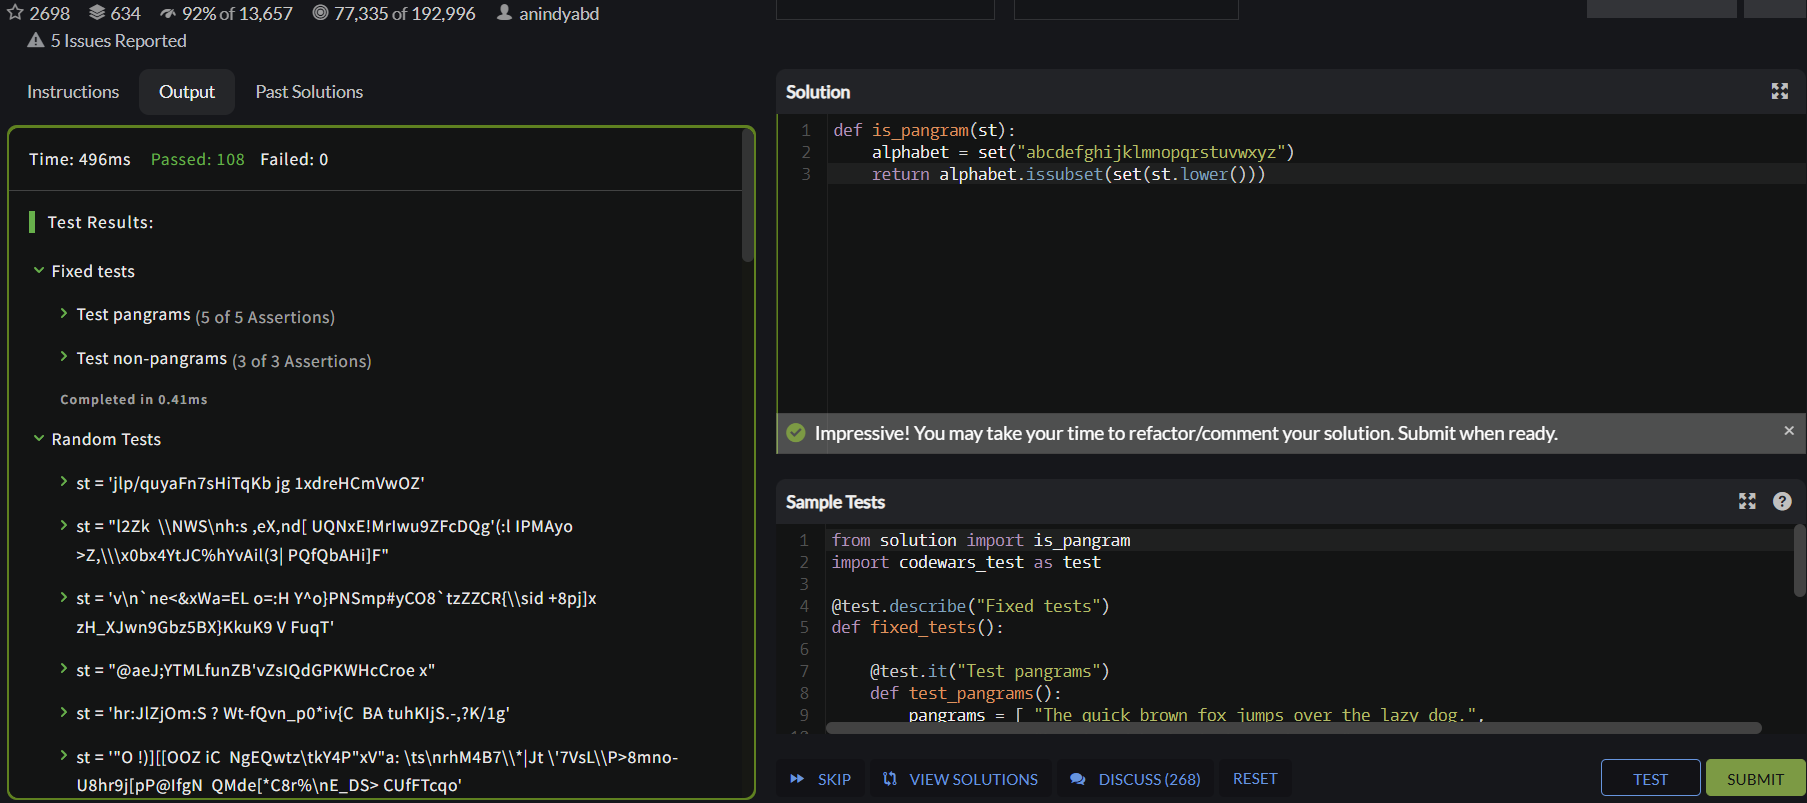 2698 634 92% of 13,657 77,335 of 192,996 anindyabd
5 Issues Reported
Instructions Output Past Solutions
Time: 496ms Passed: 108 Failed: 0
Test Results:
Fixed tests
Test pangrams (5 of 5 Assertions)
Test non-pangrams (3 of 3 Assertions)
Completed in 0.41ms
Random Tests
st = 'jlp/quyaFn7sHiTqKb jg 1xdreHCmVwOZ'
st = "l2Zk  \\NWS\nh:s ,eX,nd[ UQNxE!MrIwu9ZFcDQg'(:l IPMAyo
>Z,\\\x0bx4YtJC%hYvAil(3| PQfQbAHi]F"
st = 'v\n`ne<&xWa=EL o=:H Y^o}PNSmp#yCO8`tzZZCR{\\sid +8pj]x
zH_XJwn9Gbz5BX}KkuK9 V FuqT'
st = "@aeJ;YTMLfunZB'vZsIQdGPKWHcCroe x"
st = 'hr:JlZjOm:S ? Wt-fQvn_p0*iv{C  BA tuhKIjS.-,?K/1g'
st = '"O !)][[OOZ iC  NgEQwtz\tkY4P"xV"a: \ts\nrhM4B7\\*|Jt \'7VsL\\P>8mno-
U8hr9j[pP@IfgN  QMde[*C8r%\nE_DS> CUfFTcqo'
Solution
1 def is_pangram(st):
2     alphabet = set("abcdefghijklmnopqrstuvwxyz")
3     return alphabet.issubset(set(st.lower()))
Impressive! You may take your time to refactor/comment your solution. Submit when ready. ×
Sample Tests ?
1 from solution import is_pangram
2 import codewars_test as test
3
4 @test.describe("Fixed tests")
5 def fixed_tests():
6
7     @test.it("Test pangrams")
8     def test_pangrams():
9         pangrams = [ "The quick brown fox jumps over the lazy dog.",
10
SKIP VIEW SOLUTIONS DISCUSS (268) RESET TEST SUBMIT